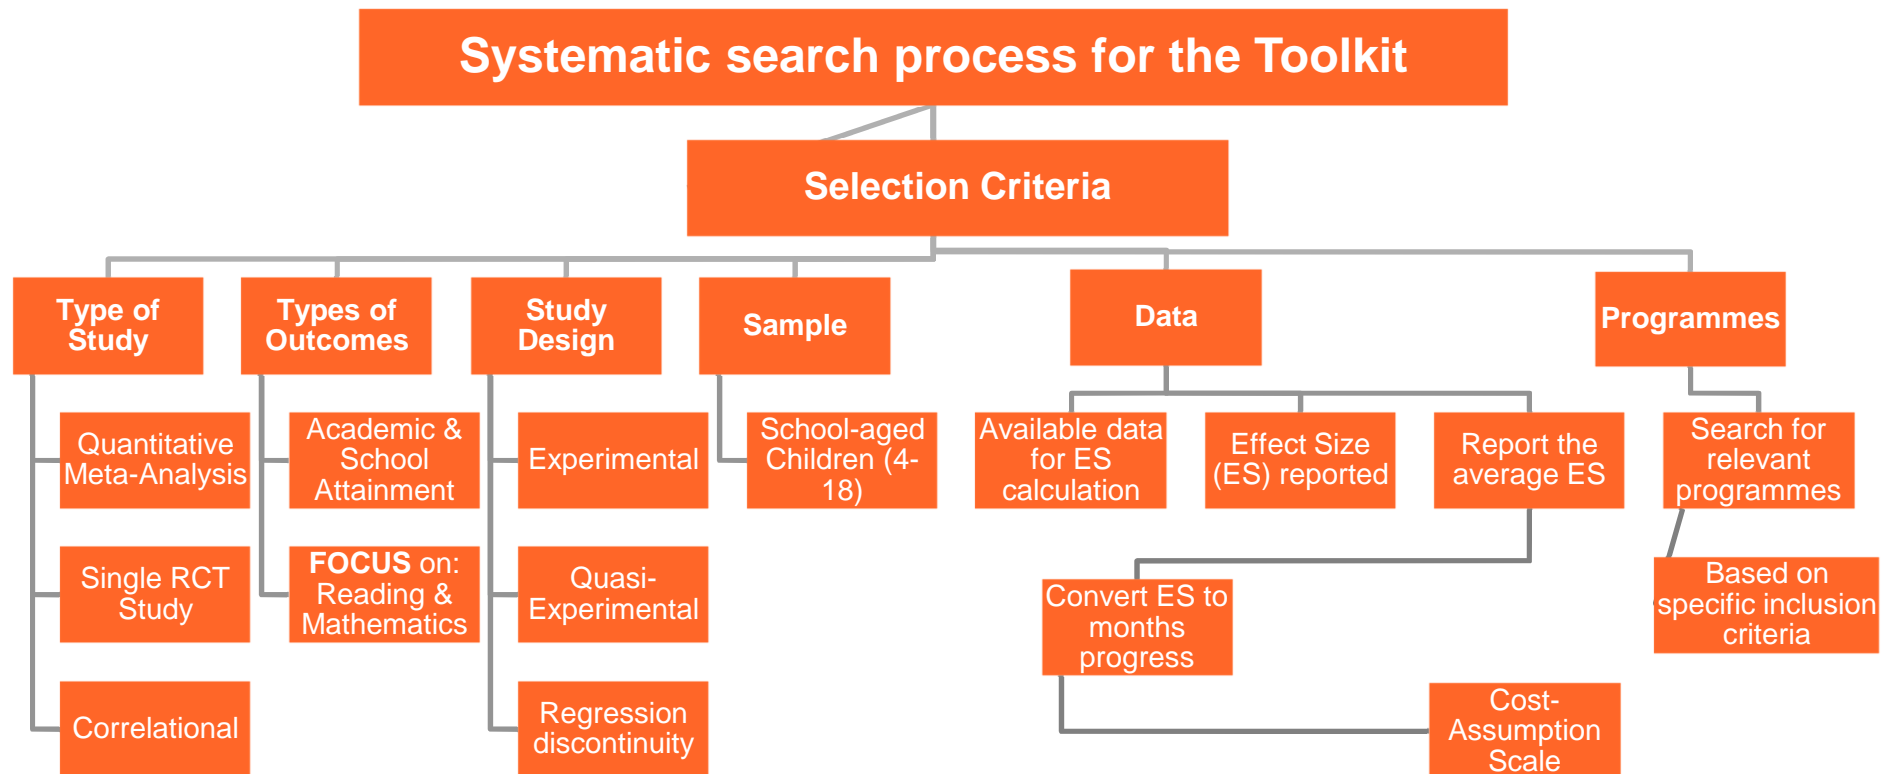 Systematic search process for the Toolkit
Selection Criteria
Type of
Study
Types of
Outcomes
Study
Design
Sample
Data
Programmes
Quantitative
Meta-Analysis
Single RCT
Study
Correlational
Academic &
School
Attainment
FOCUS on:
Reading &
Mathematics
Experimental
Quasi-
Experimental
Regression
discontinuity
School-aged
Children (4-
18)
Available data
for ES
calculation
Effect Size
(ES) reported
Report the
average ES
Convert ES to
months
progress
Cost-
Assumption
Scale
Search for
relevant
programmes
Based on
specific inclusion
criteria